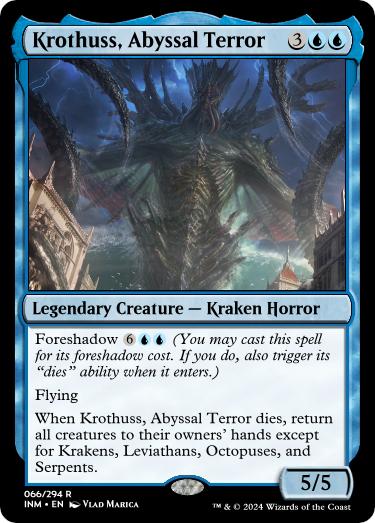 Krothuss, Abyssal Terror 3
Legendary Creature — Kraken Horror
Foreshadow 6 (You may cast this spell
for its foreshadow cost. If you do, also trigger its
“dies” ability when it enters.)
Flying
When Krothuss, Abyssal Terror dies, return
all creatures to their owners' hands except
for Krakens, Leviathans, Octopuses, and
Serpents.
5/5
066/294 R
INM • EN Vlad Marica
™ & © 2024 Wizards of the Coast